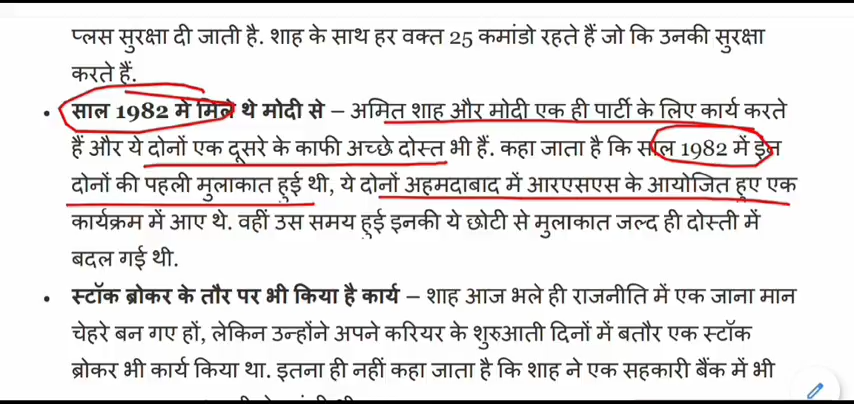 प्लस सुरक्षा दी जाती है. शाह के साथ हर वक्त 25 कमांडो रहते हैं जो कि उनकी सुरक्षा
करते हैं.
• साल 1982 में मिले थे मोदी से – अमित शाह और मोदी एक ही पार्टी के लिए कार्य करते
हैं और ये दोनों एक दूसरे के काफी अच्छे दोस्त भी हैं. कहा जाता है कि साल 1982 में इन
दोनों की पहली मुलाकात हुई थी, ये दोनों अहमदाबाद में आरएसएस के आयोजित हुए एक
कार्यक्रम में आए थे. वहीं उस समय हुई इनकी ये छोटी से मुलाकात जल्द ही दोस्ती में
बदल गई थी.
• स्टॉक ब्रोकर के तौर पर भी किया है कार्य – शाह आज भले ही राजनीति में एक जाना मान
चेहरे बन गए हों, लेकिन उन्होंने अपने करियर के शुरुआती दिनों में बतौर एक स्टॉक
ब्रोकर भी कार्य किया था. इतना ही नहीं कहा जाता है कि शाह ने एक सहकारी बैंक में भी